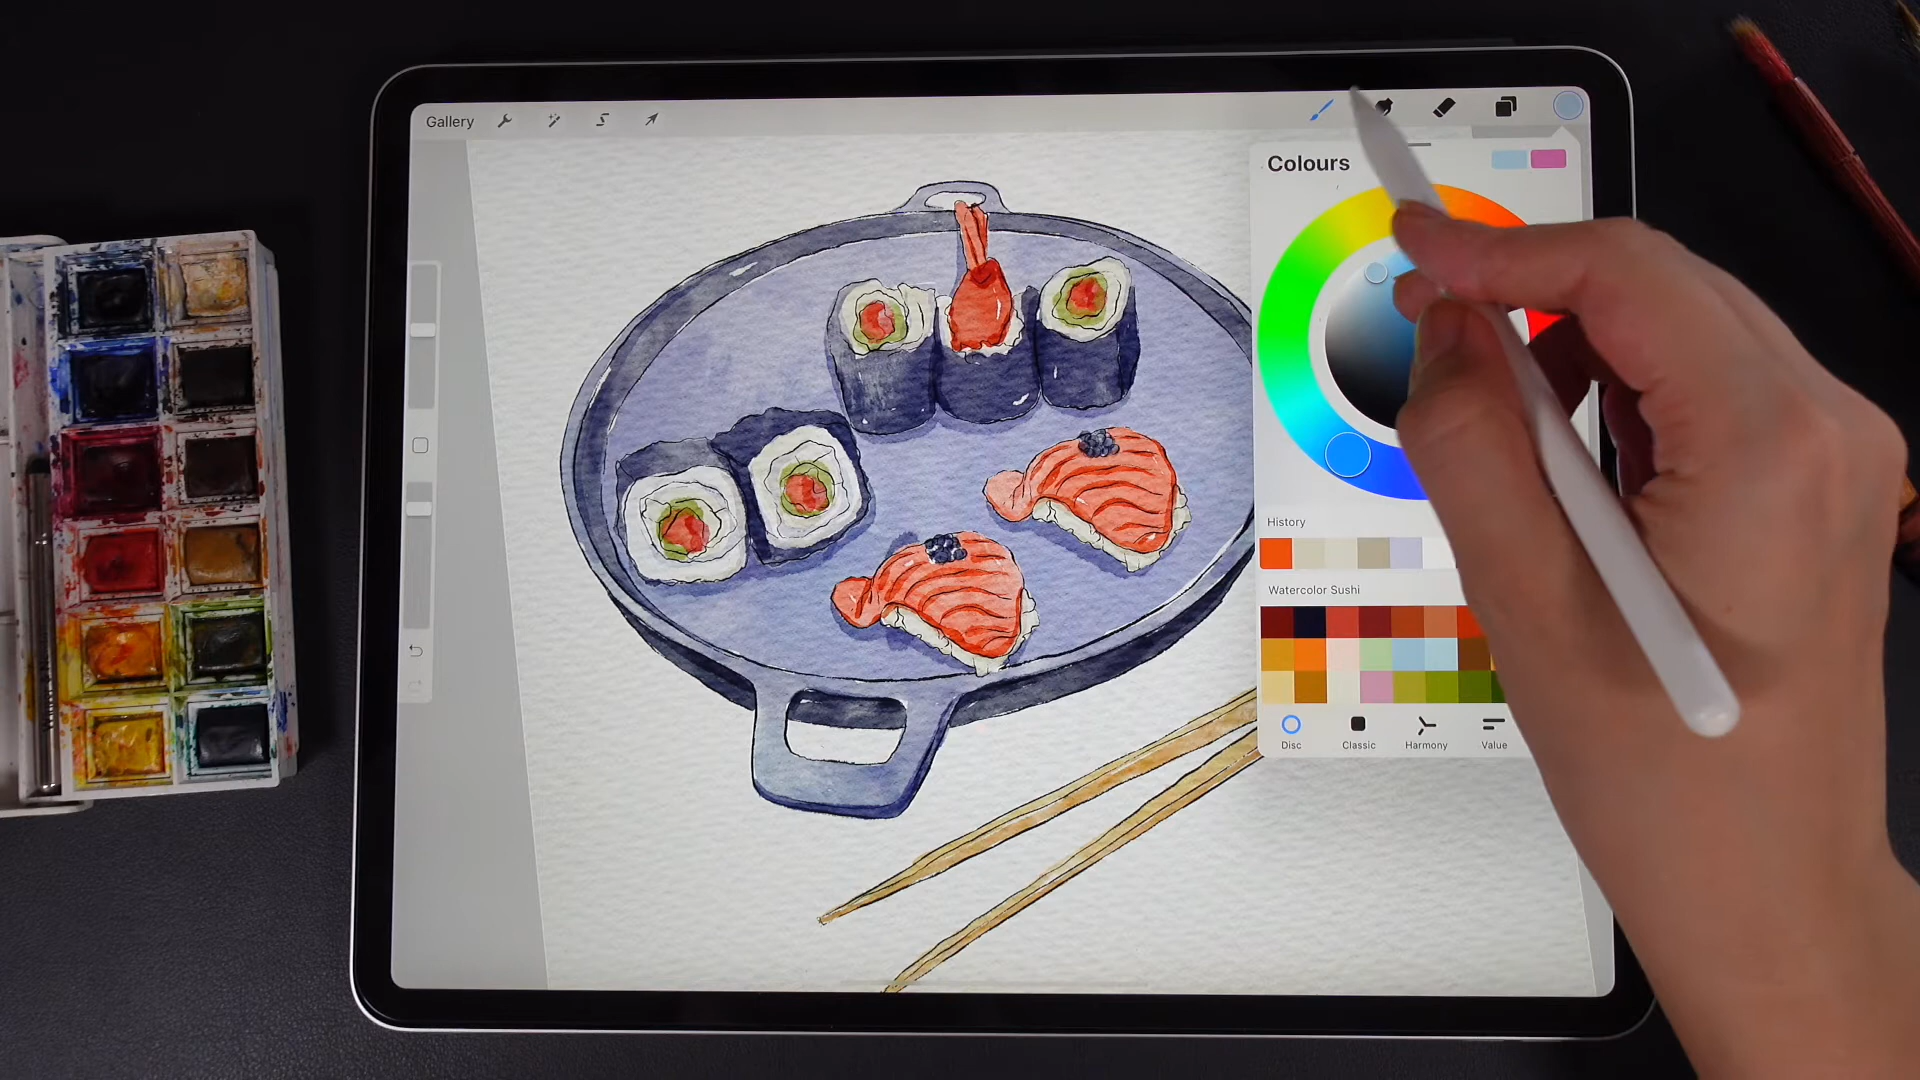 Gallery
Colours
History
Watercolor Sushi
Disc
Classic
Harmony
Value